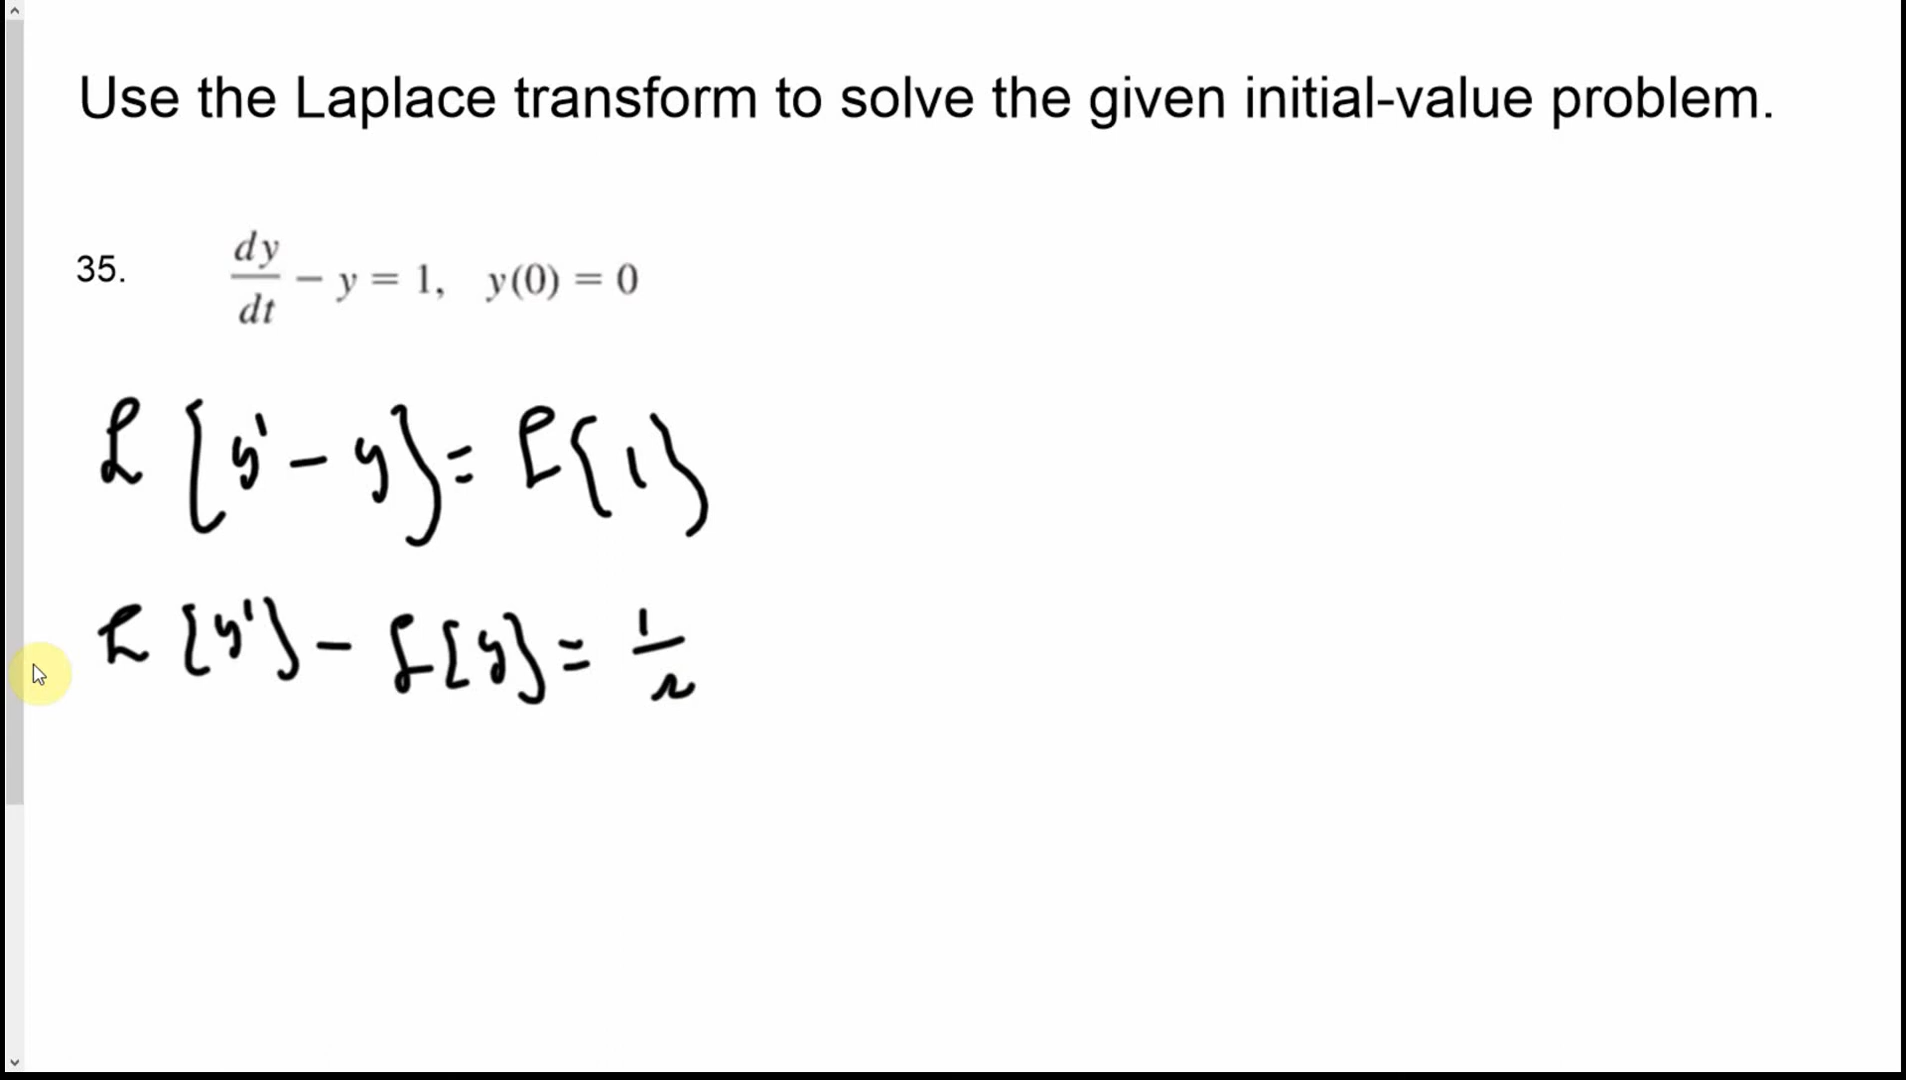 Use the Laplace transform to solve the given initial-value problem.
35. dy/dt − y = 1, y(0) = 0
ℒ{y' − y} = ℒ{1}
ℒ{y'} − ℒ{y} = 1/s